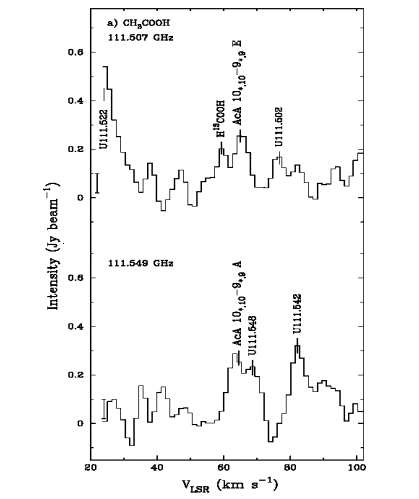 a) CH₃COOH
111.507 GHz
U111.522
H¹³COOH
AcA 10*,10-9*,9 E
U111.502
0.6
0.4
0.2
0
111.549 GHz
AcA 10*,10-9*,9 A
U111.548
U111.542
0.6
0.4
0.2
0
Intensity (Jy beam⁻¹)
20 40 60 80 100
V_LSR (km s⁻¹)